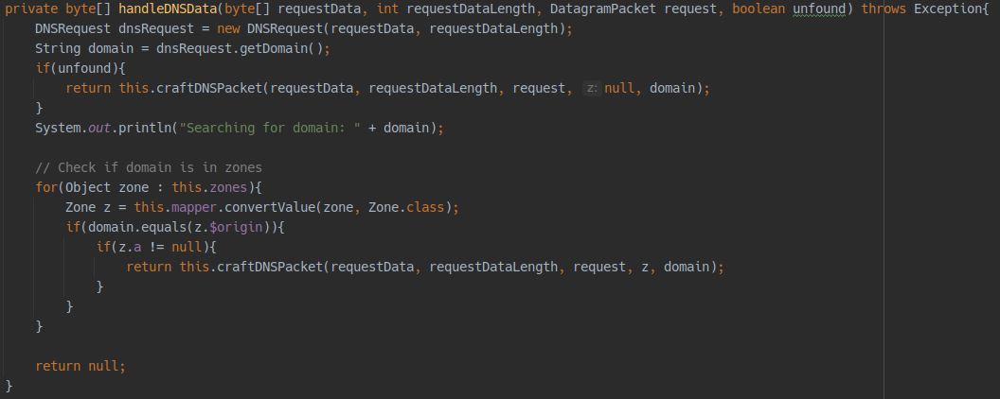 private byte[] handleDNSData(byte[] requestData, int requestDataLength, DatagramPacket request, boolean unfound) throws Exception{
    DNSRequest dnsRequest = new DNSRequest(requestData, requestDataLength);
    String domain = dnsRequest.getDomain();
    if(unfound){
        return this.craftDNSPacket(requestData, requestDataLength, request, z: null, domain);
    }
    System.out.println("Searching for domain: " + domain);

    // Check if domain is in zones
    for(Object zone : this.zones){
        Zone z = this.mapper.convertValue(zone, Zone.class);
        if(domain.equals(z.$origin)){
            if(z.a != null){
                return this.craftDNSPacket(requestData, requestDataLength, request, z, domain);
            }
        }
    }

    return null;
}